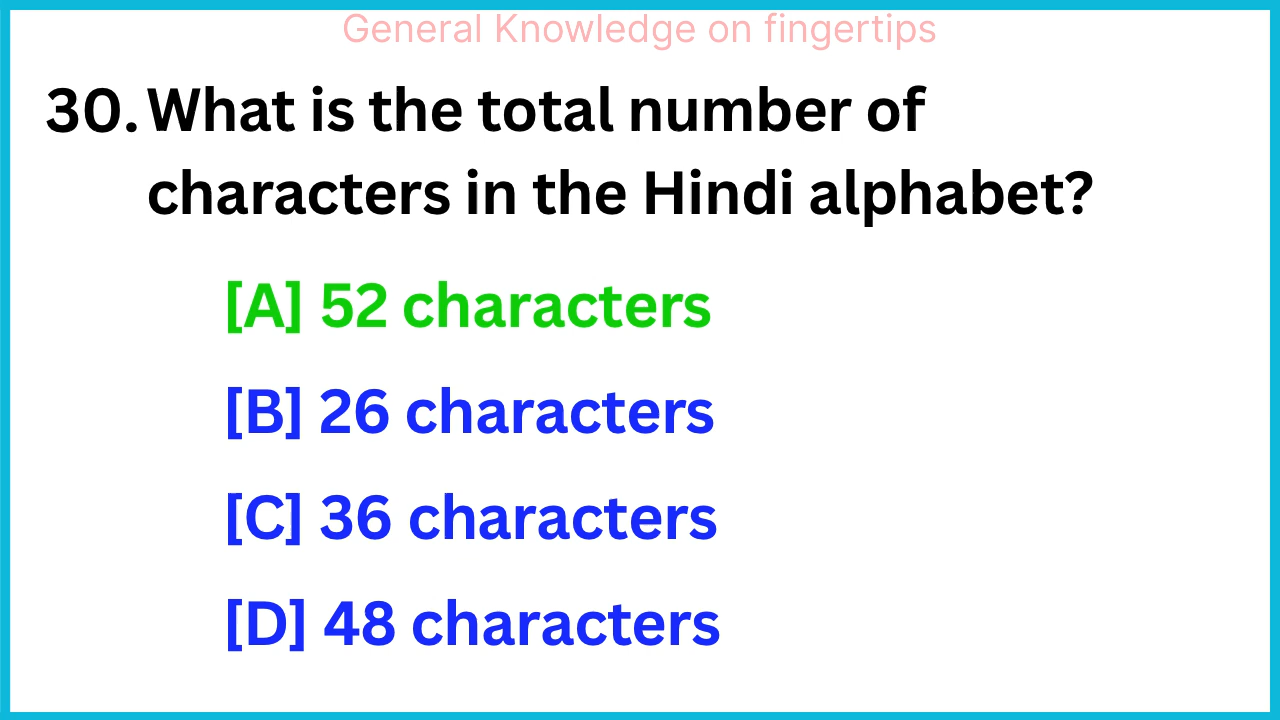 General Knowledge on fingertips
30. What is the total number of
characters in the Hindi alphabet?
[A] 52 characters
[B] 26 characters
[C] 36 characters
[D] 48 characters